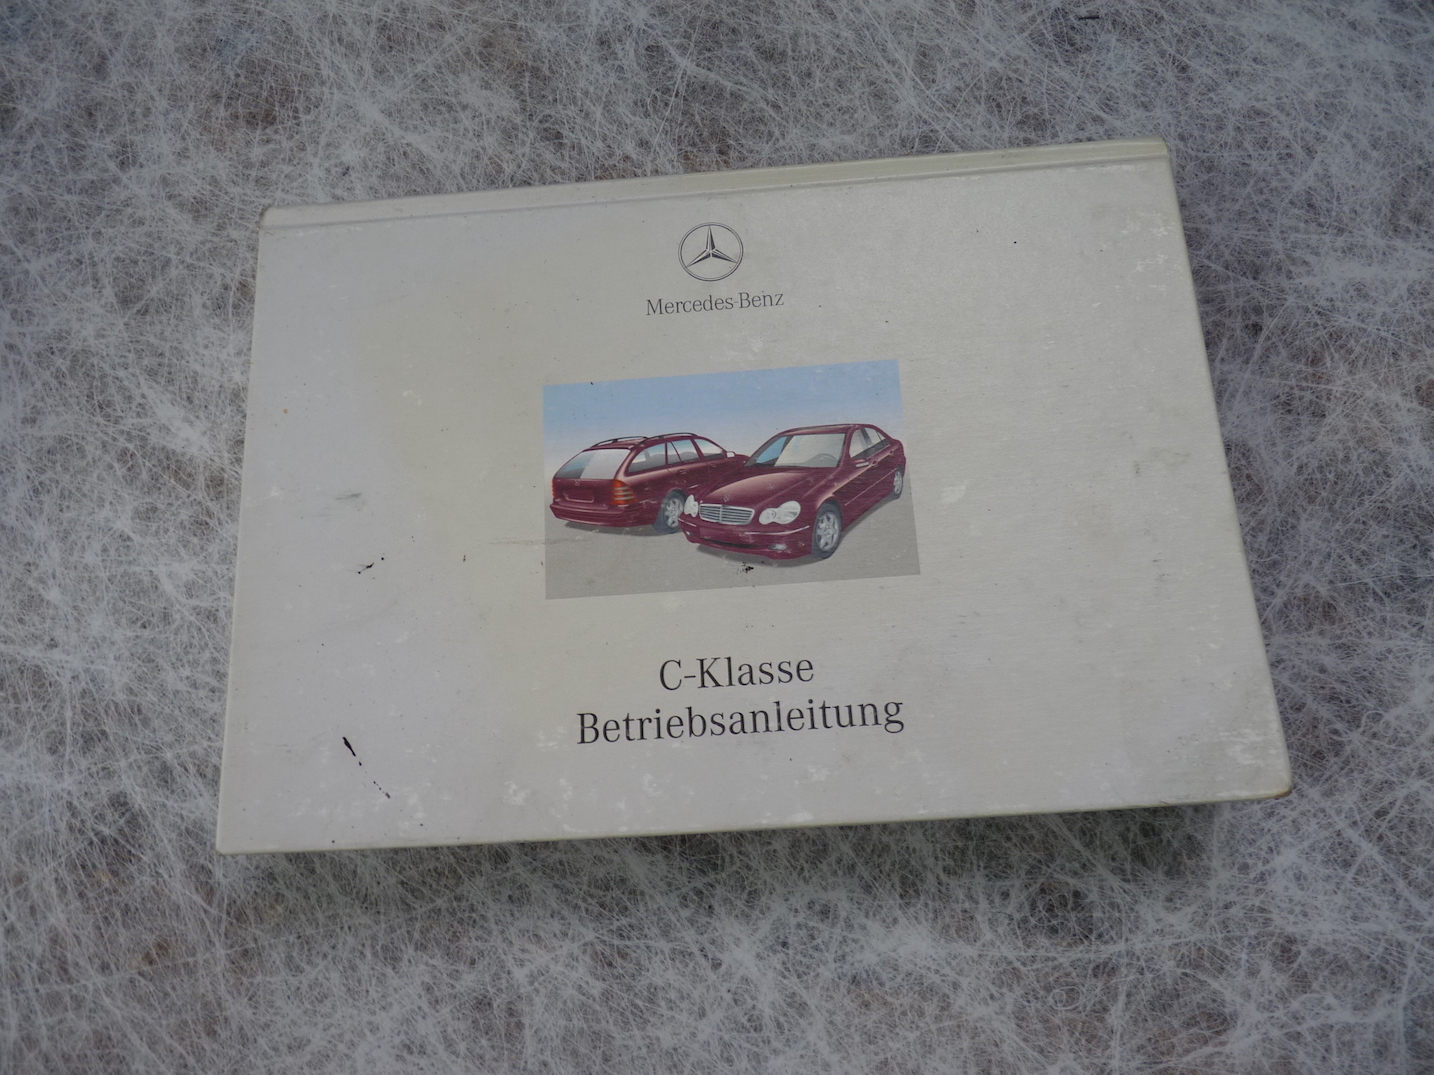 Mercedes-Benz
C-Klasse
Betriebsanleitung